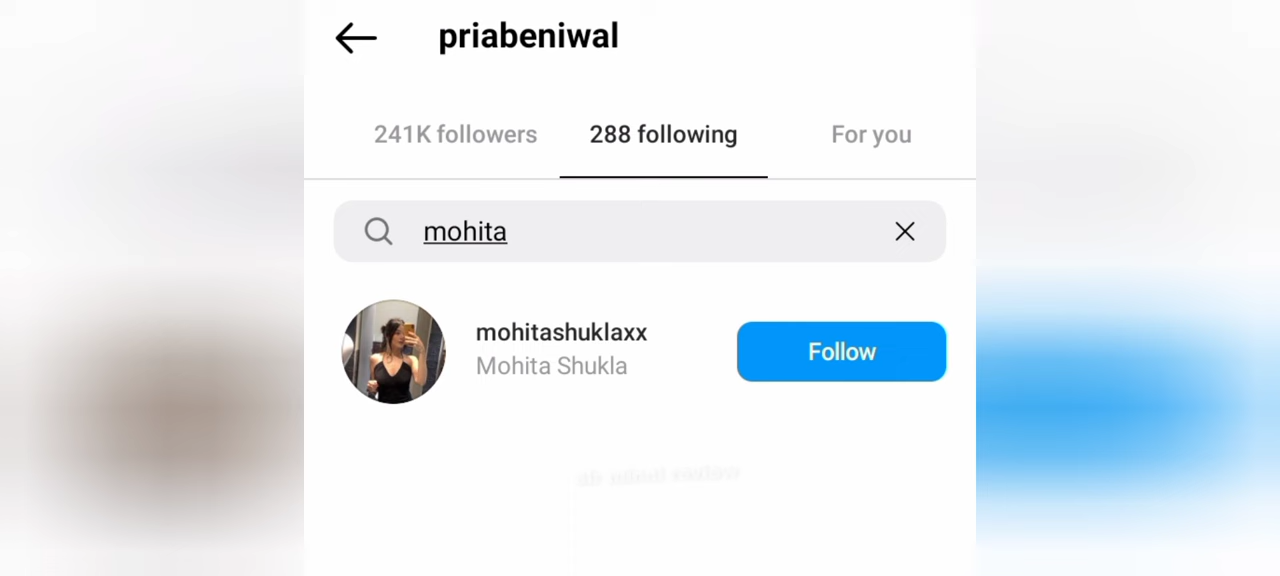 priabeniwal
241K followers 288 following For you
mohita
mohitashuklaxx
Mohita Shukla
Follow